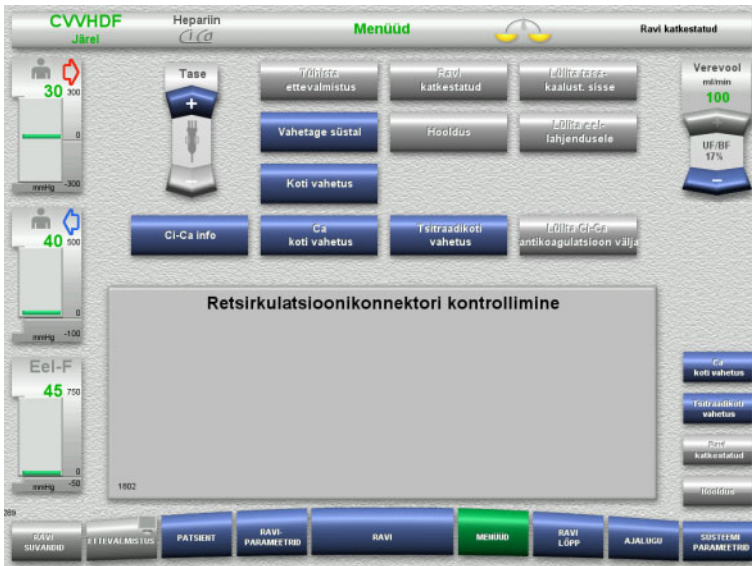 CVVHDF
Järel
Hepariin
CiCa
Menüüd
Ravi katkestatud
30
300
0
mmHg
-300
40
500
0
mmHg
-100
Eel-F
45
750
0
mmHg
-50
289
Tase
+
−
Tühista
ettevalmistus
Ravi
katkestatud
Lülita tasa-
kaalust. sisse
Vahetage süstal
Hooldus
Lülita eel-
lahjendusele
Koti vahetus
Ci-Ca info
Ca
koti vahetus
Tsitraadikoti
vahetus
Lülita Ci-Ca
antikoagulatsioon välja
Verevool
ml/min
100
+
UF/BF
17%
−
Retsirkulatsioonikonnektori kontrollimine
1802
Ca
koti vahetus
Tsitraadikoti
vahetus
Ravi
katkestatud
Hooldus
RAVI
SUVANDID
ETTEVALMISTUS
PATSIENT
RAVI-
PARAMEETRID
RAVI
MENÜÜD
RAVI
LÕPP
AJALUGU
SÜSTEEMI
PARAMEETRID